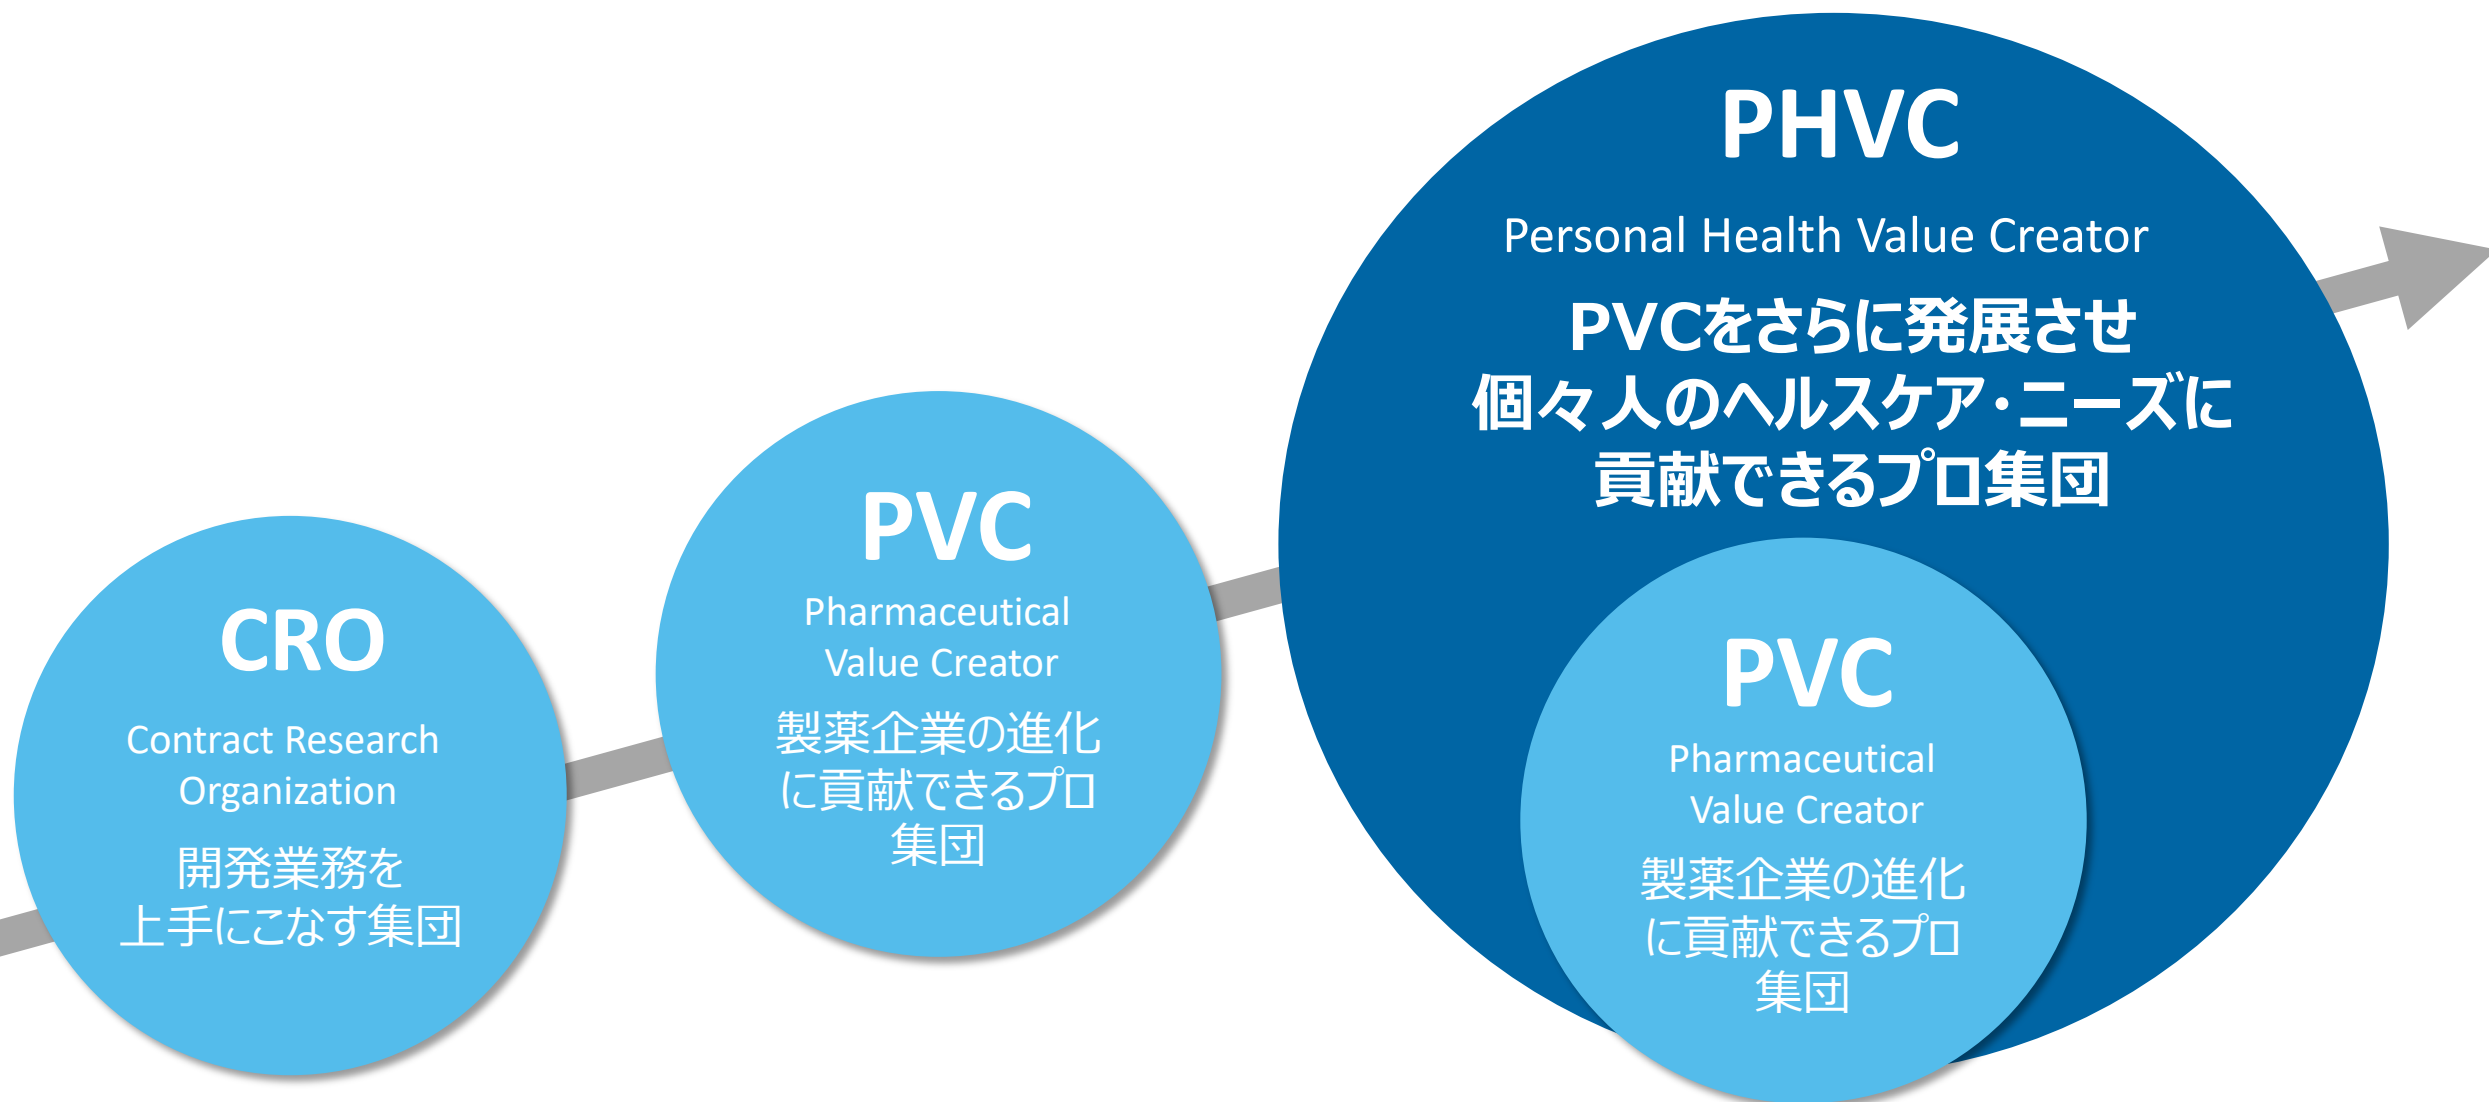 CRO
Contract Research
Organization
開発業務を
上手にこなす集団
PVC
Pharmaceutical
Value Creator
製薬企業の進化
に貢献できるプロ
集団
PHVC
Personal Health Value Creator
PVCをさらに発展させ
個々人のヘルスケア・ニーズに
貢献できるプロ集団
PVC
Pharmaceutical
Value Creator
製薬企業の進化
に貢献できるプロ
集団